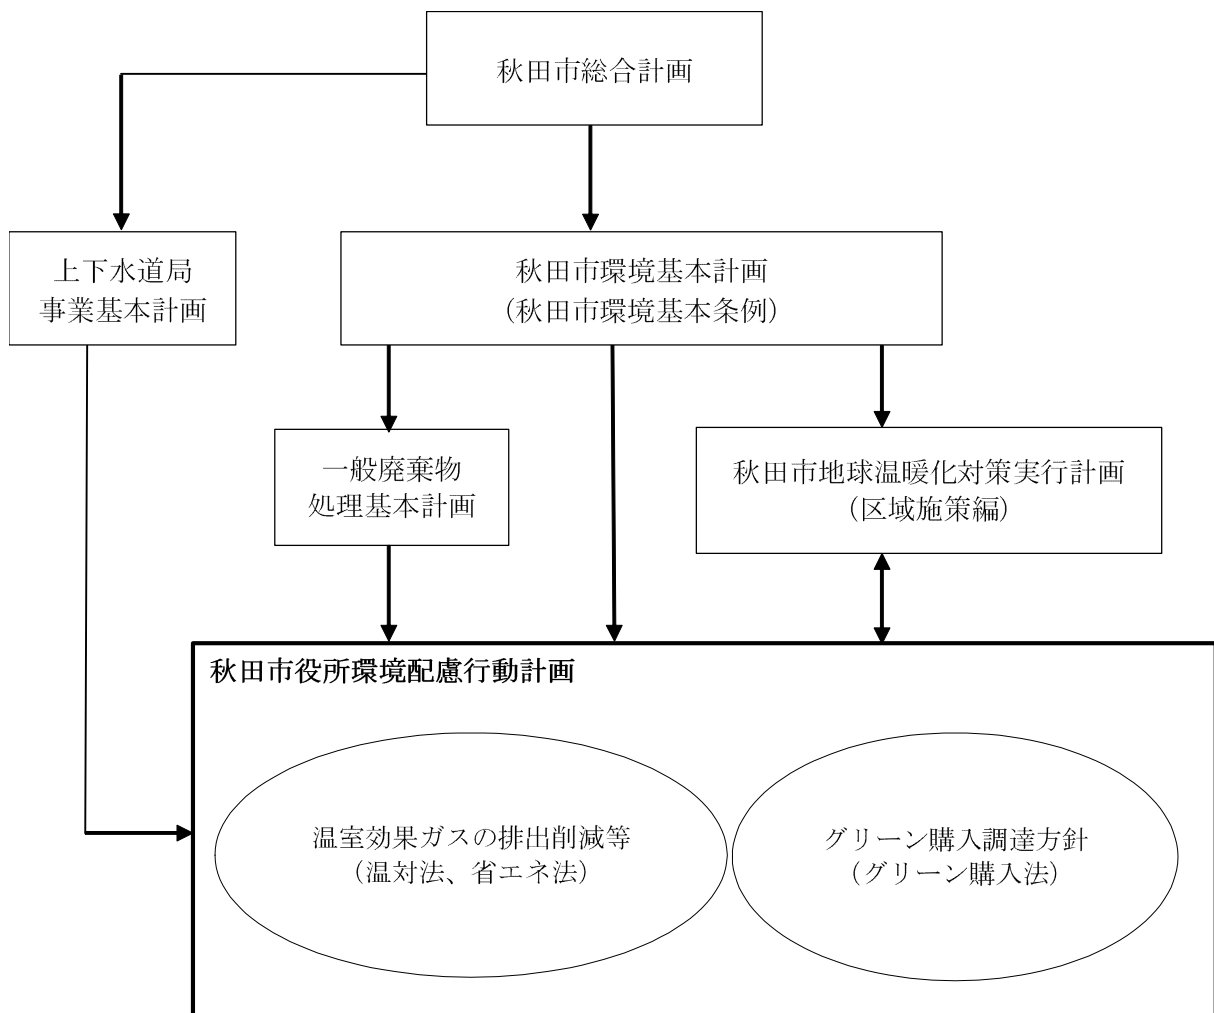 秋田市総合計画
上下水道局
事業基本計画
秋田市環境基本計画
（秋田市環境基本条例）
一般廃棄物
処理基本計画
秋田市地球温暖化対策実行計画
（区域施策編）
秋田市役所環境配慮行動計画
温室効果ガスの排出削減等
（温対法、省エネ法）
グリーン購入調達方針
（グリーン購入法）